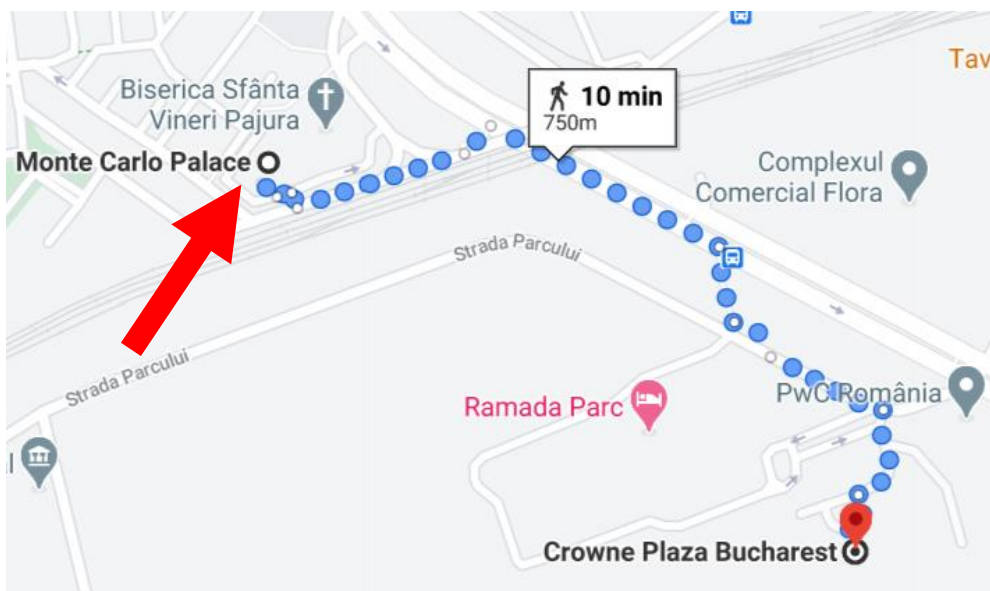 Tav
Biserica Sfânta
Vineri Pajura
10 min
750m
Monte Carlo Palace
Complexul
Comercial Flora
Strada Parcului
Strada Parcului
PwC România
Ramada Parc
l
Crowne Plaza Bucharest